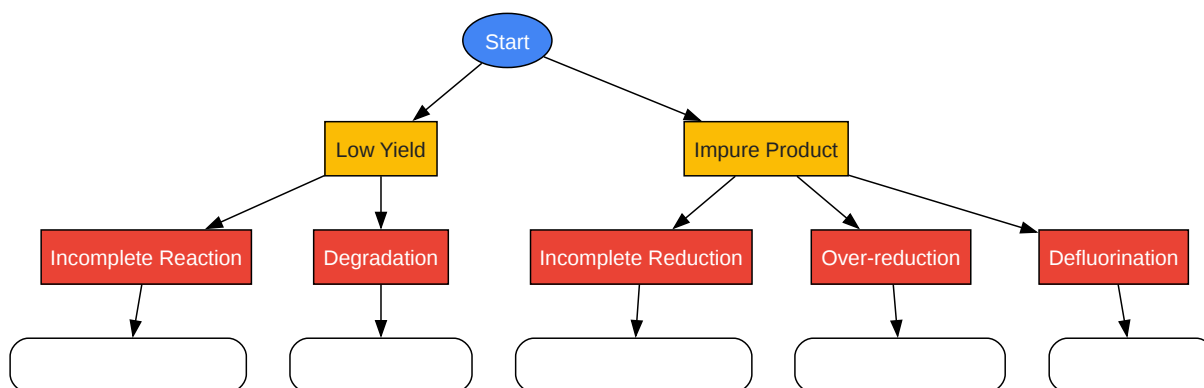 Start
Low Yield
Impure Product
Incomplete Reaction
Degradation
Incomplete Reduction
Over-reduction
Defluorination